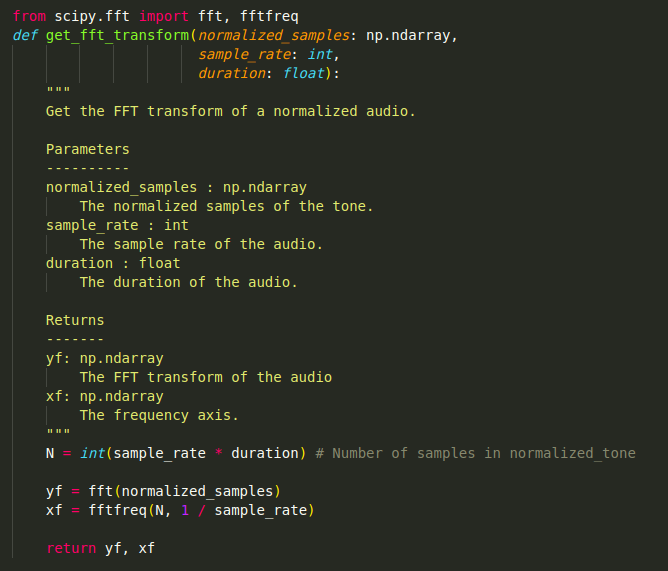 from scipy.fft import fft, fftfreq
def get_fft_transform(normalized_samples: np.ndarray,
                      sample_rate: int,
                      duration: float):
    """
    Get the FFT transform of a normalized audio.

    Parameters
    ----------
    normalized_samples : np.ndarray
        The normalized samples of the tone.
    sample_rate : int
        The sample rate of the audio.
    duration : float
        The duration of the audio.

    Returns
    -------
    yf: np.ndarray
        The FFT transform of the audio
    xf: np.ndarray
        The frequency axis.
    """
    N = int(sample_rate * duration) # Number of samples in normalized_tone

    yf = fft(normalized_samples)
    xf = fftfreq(N, 1 / sample_rate)

    return yf, xf